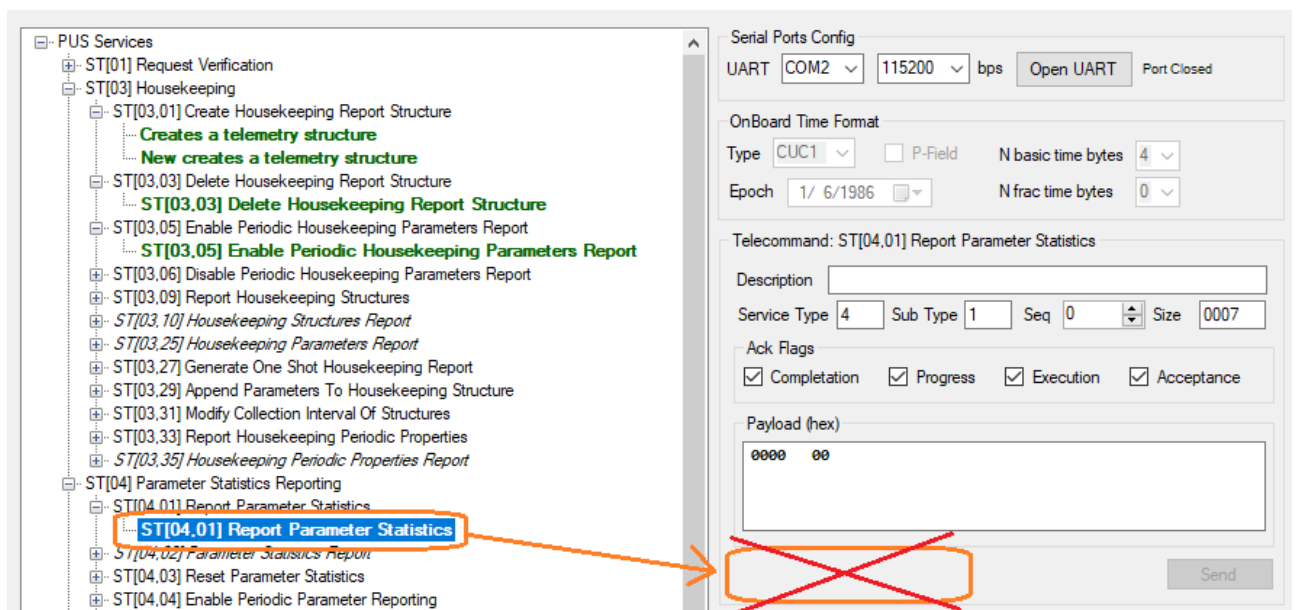 PUS Services
ST[01] Request Verification
ST[03] Housekeeping
ST[03,01] Create Housekeeping Report Structure
Creates a telemetry structure
New creates a telemetry structure
ST[03,03] Delete Housekeeping Report Structure
ST[03,03] Delete Housekeeping Report Structure
ST[03,05] Enable Periodic Housekeeping Parameters Report
ST[03,05] Enable Periodic Housekeeping Parameters Report
ST[03,06] Disable Periodic Housekeeping Parameters Report
ST[03,09] Report Housekeeping Structures
ST[03,10] Housekeeping Structures Report
ST[03,25] Housekeeping Parameters Report
ST[03,27] Generate One Shot Housekeeping Report
ST[03,29] Append Parameters To Housekeeping Structure
ST[03,31] Modify Collection Interval Of Structures
ST[03,33] Report Housekeeping Periodic Properties
ST[03,35] Housekeeping Periodic Properties Report
ST[04] Parameter Statistics Reporting
ST[04,01] Report Parameter Statistics
ST[04,01] Report Parameter Statistics
ST[04,02] Parameter Statistics Report
ST[04,03] Reset Parameter Statistics
ST[04,04] Enable Periodic Parameter Reporting
Serial Ports Config
UART COM2 115200 bps Open UART Port Closed
OnBoard Time Format
Type CUC1 P-Field N basic time bytes 4
Epoch 1/ 6/1986 N frac time bytes 0
Telecommand: ST[04,01] Report Parameter Statistics
Description
Service Type 4 Sub Type 1 Seq 0 Size 0007
Ack Flags
Completation Progress Execution Acceptance
Payload (hex)
0000 00
Send